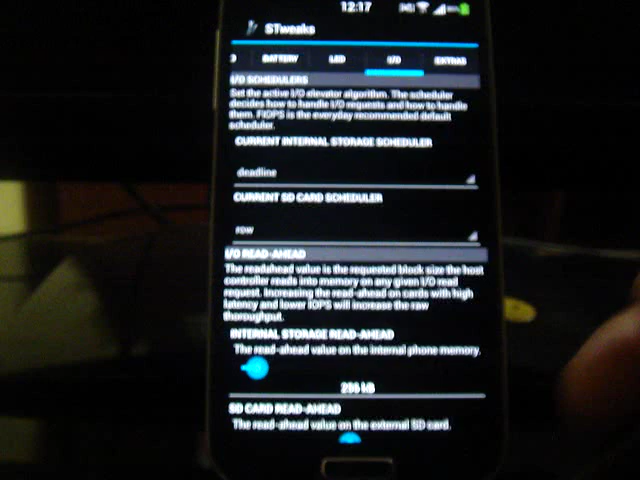 12:17
STweaks
BATTERY LED I/O EXTRAS
I/O SCHEDULERS
Set the active I/O elevator algorithm. The scheduler
decides how to handle I/O requests and how to handle
them. FIOPS is the everyday recommended default
scheduler.
CURRENT INTERNAL STORAGE SCHEDULER
deadline
CURRENT SD CARD SCHEDULER
row
I/O READ-AHEAD
The readahead value is the requested block size the host
controller reads into memory on any given I/O read
request. Increasing the read-ahead on cards with high
latency and lower IOPS will increase the raw
thoroughput.
INTERNAL STORAGE READ-AHEAD
The read-ahead value on the internal phone memory.
SD CARD READ-AHEAD
The read-ahead value on the external SD card.